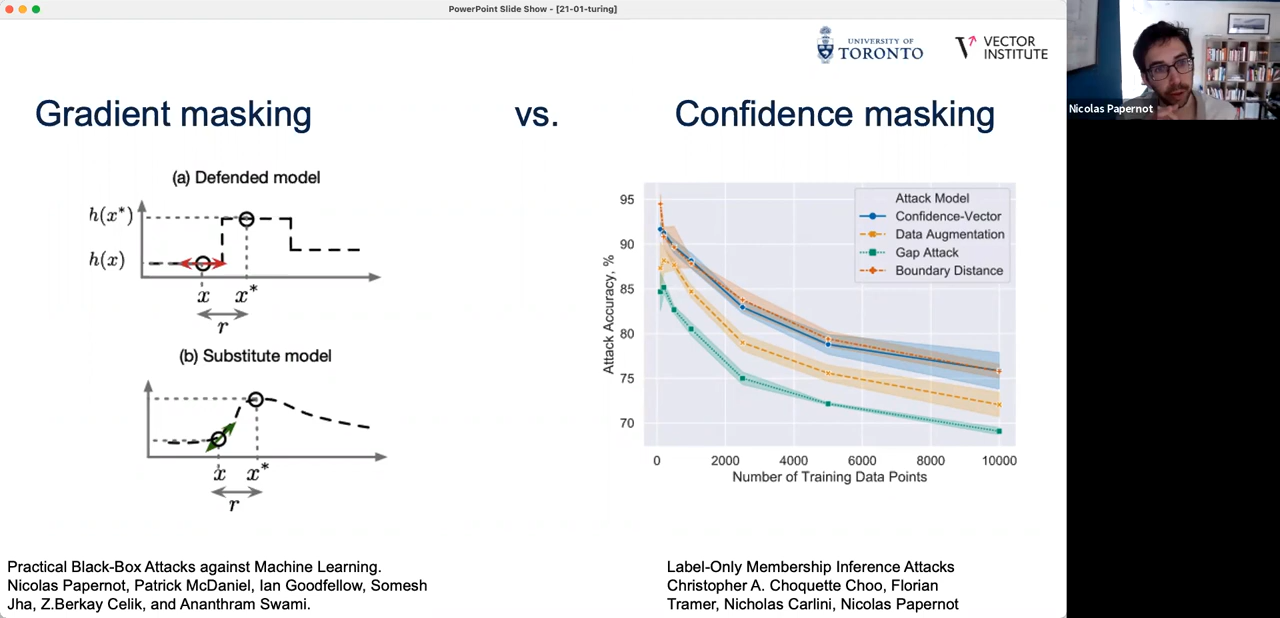 PowerPoint Slide Show - [21-01-turing]
UNIVERSITY OF
TORONTO
VECTOR
INSTITUTE
Nicolas Papernot
Gradient masking
vs.
Confidence masking
(a) Defended model
h(x*)
h(x)
x
x*
r
(b) Substitute model
x
x*
r
Attack Model
Confidence-Vector
Data Augmentation
Gap Attack
Boundary Distance
Attack Accuracy, %
95
90
85
80
75
70
0
2000
4000
6000
8000
10000
Number of Training Data Points
Practical Black-Box Attacks against Machine Learning.
Nicolas Papernot, Patrick McDaniel, Ian Goodfellow, Somesh
Jha, Z.Berkay Celik, and Ananthram Swami.
Label-Only Membership Inference Attacks
Christopher A. Choquette Choo, Florian
Tramer, Nicholas Carlini, Nicolas Papernot